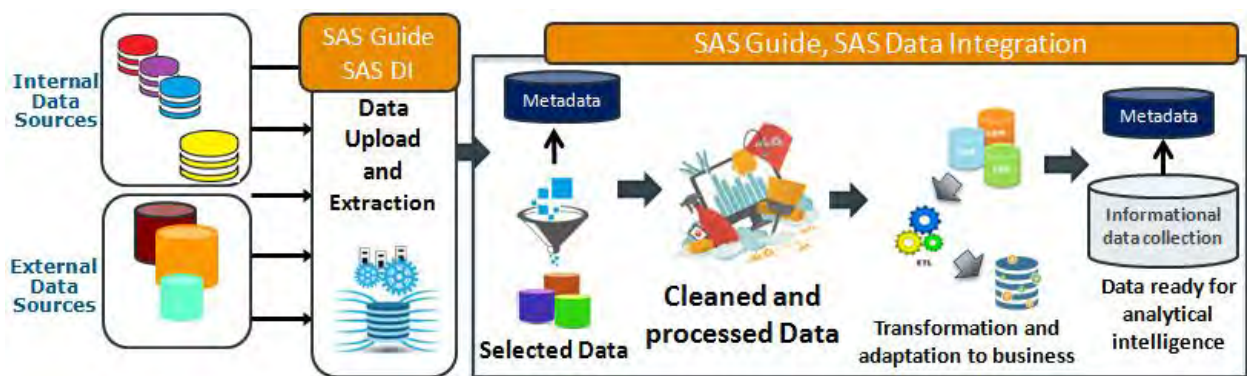 Internal
Data
Sources
External
Data
Sources
SAS Guide
SAS DI
Data
Upload
and
Extraction
SAS Guide, SAS Data Integration
Metadata
Selected Data
Cleaned and
processed Data
ETL
Transformation and
adaptation to business
Metadata
Informational
data collection
Data ready for
analytical
intelligence